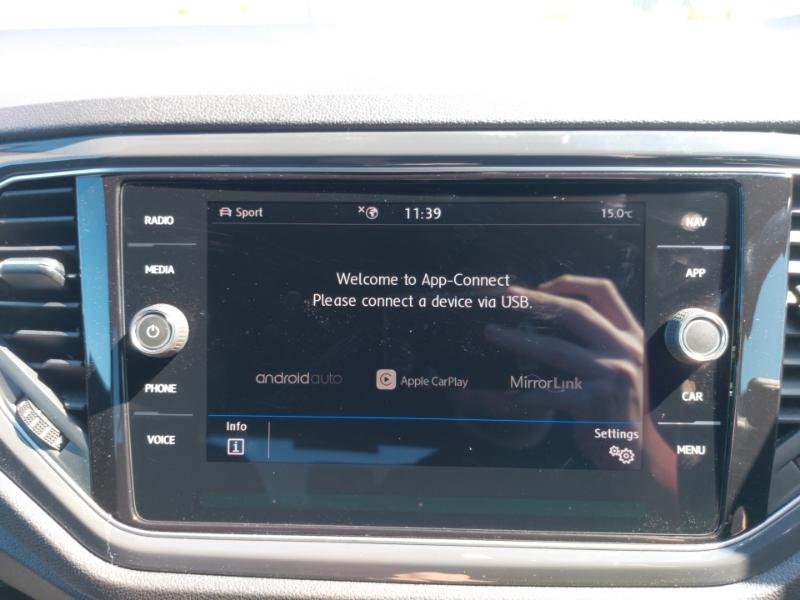 RADIO
MEDIA
PHONE
VOICE
Sport
11:39
15.0°C
Welcome to App-Connect
Please connect a device via USB.
androidauto
Apple CarPlay
MirrorLink
Info
i
Settings
NAV
APP
CAR
MENU